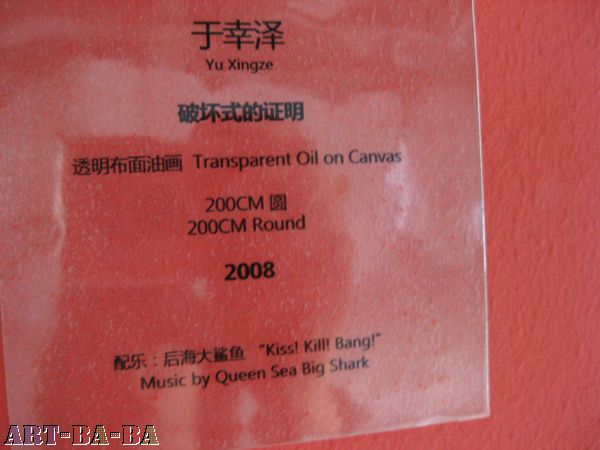 于幸泽
Yu Xingze
破坏式的证明
透明布面油画 Transparent Oil on Canvas
200CM 圆
200CM Round
2008
配乐：后海大鲨鱼 “Kiss! Kill! Bang!”
Music by Queen Sea Big Shark
ART-BA-BA